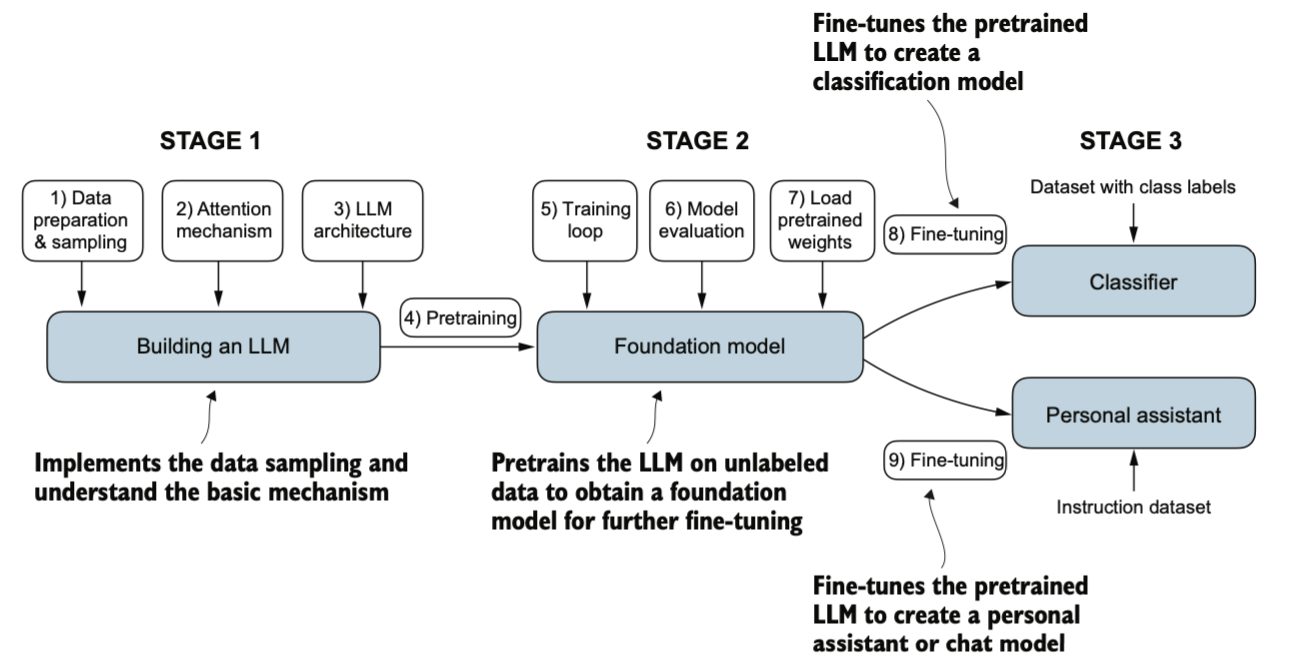 Fine-tunes the pretrained
LLM to create a
classification model
STAGE 1
STAGE 2
STAGE 3
1) Data
preparation
& sampling
2) Attention
mechanism
3) LLM
architecture
5) Training
loop
6) Model
evaluation
7) Load
pretrained
weights
8) Fine-tuning
Dataset with class labels
Classifier
4) Pretraining
Building an LLM
Foundation model
Personal assistant
Implements the data sampling and
understand the basic mechanism
Pretrains the LLM on unlabeled
data to obtain a foundation
model for further fine-tuning
9) Fine-tuning
Instruction dataset
Fine-tunes the pretrained
LLM to create a personal
assistant or chat model